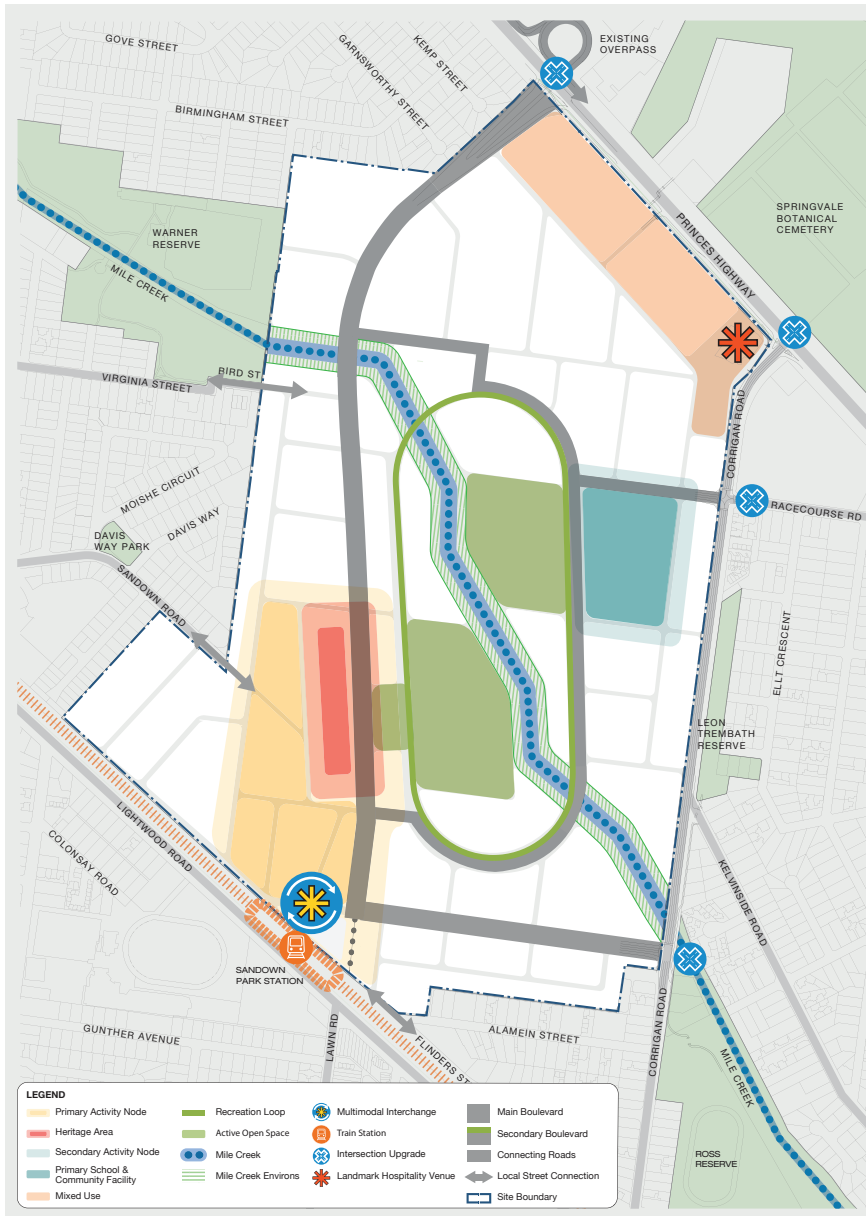 GOVE STREET
GARNSWORTHY STREET
KEMP STREET
EXISTING
OVERPASS
BIRMINGHAM STREET
SPRINGVALE
BOTANICAL
CEMETERY
WARNER
RESERVE
PRINCES HIGHWAY
MILE CREEK
BIRD ST
VIRGINIA STREET
CORRIGAN ROAD
MOISHE CIRCUIT
RACECOURSE RD
DAVIS WAY
DAVIS
WAY PARK
SANDOWN ROAD
ELLT CRESCENT
LEON
TREMBATH
RESERVE
LIGHTWOOD ROAD
COLONSAY ROAD
KELVINSIDE ROAD
SANDOWN
PARK STATION
GUNTHER AVENUE
LAWN RD
FLINDERS ST
ALAMEIN STREET
CORRIGAN ROAD
MILE CREEK
ROSS
RESERVE
LEGEND
Primary Activity Node
Heritage Area
Secondary Activity Node
Primary School &
Community Facility
Mixed Use
Recreation Loop
Active Open Space
Mile Creek
Mile Creek Environs
Multimodal Interchange
Train Station
Intersection Upgrade
Landmark Hospitality Venue
Main Boulevard
Secondary Boulevard
Connecting Roads
Local Street Connection
Site Boundary